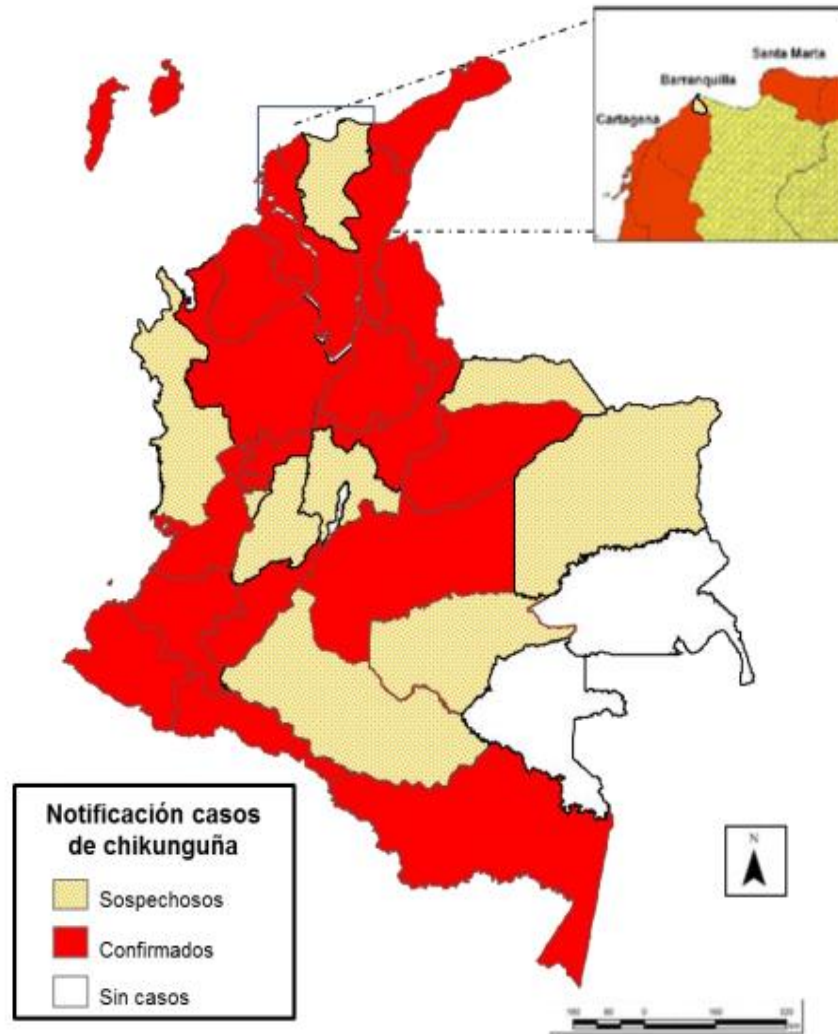 Santa Marta
Barranquilla
Cartagena
Notificación casos
de chikunguña
Sospechosos
Confirmados
Sin casos
N